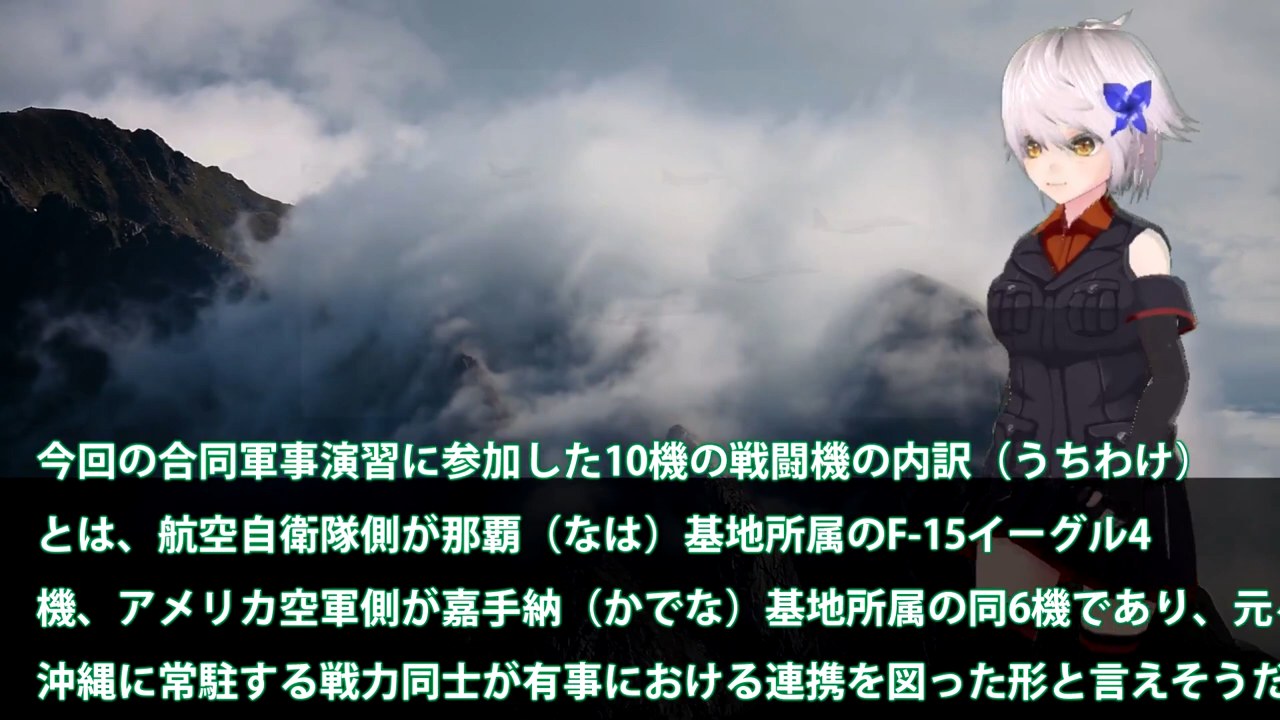 今回の合同軍事演習に参加した10機の戦闘機の内訳（うちわけ）
とは、航空自衛隊側が那覇（なは）基地所属のF-15イーグル4
機、アメリカ空軍側が嘉手納（かでな）基地所属の同6機であり、元
沖縄に常駐する戦力同士が有事における連携を図った形と言えそうだ